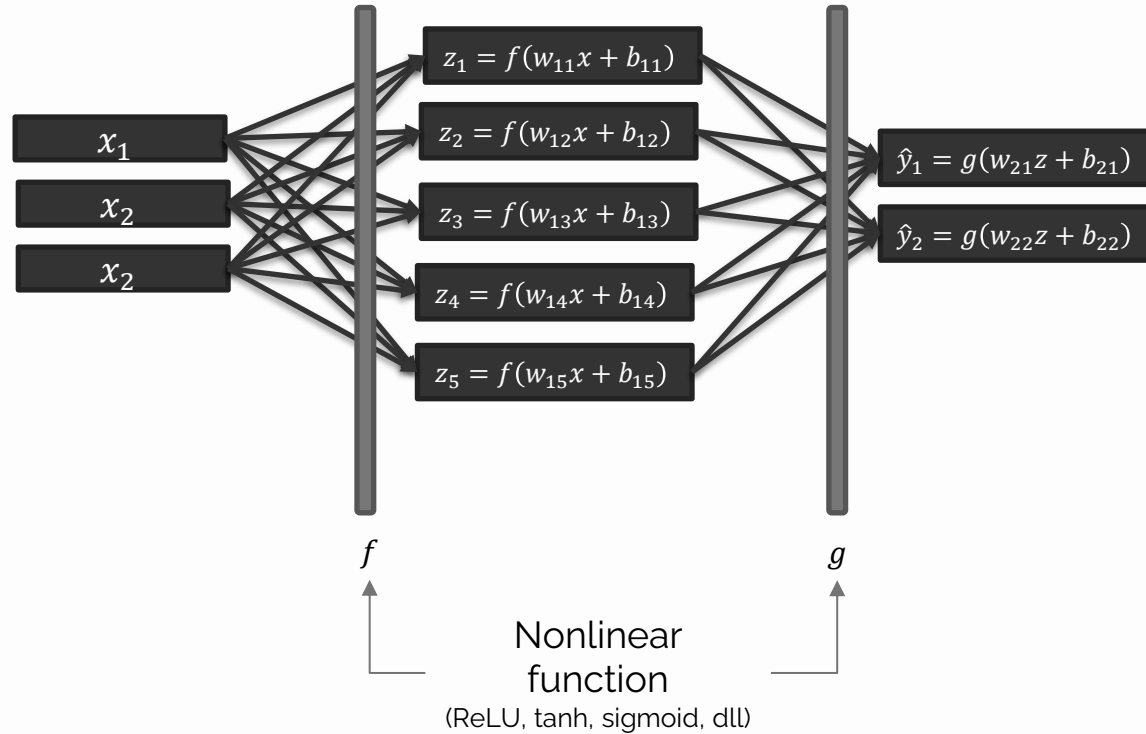 x₁
x₂
x₂
z₁ = f(w₁₁x + b₁₁)
z₂ = f(w₁₂x + b₁₂)
z₃ = f(w₁₃x + b₁₃)
z₄ = f(w₁₄x + b₁₄)
z₅ = f(w₁₅x + b₁₅)
ŷ₁ = g(w₂₁z + b₂₁)
ŷ₂ = g(w₂₂z + b₂₂)
f
g
Nonlinear
function
(ReLU, tanh, sigmoid, dll)